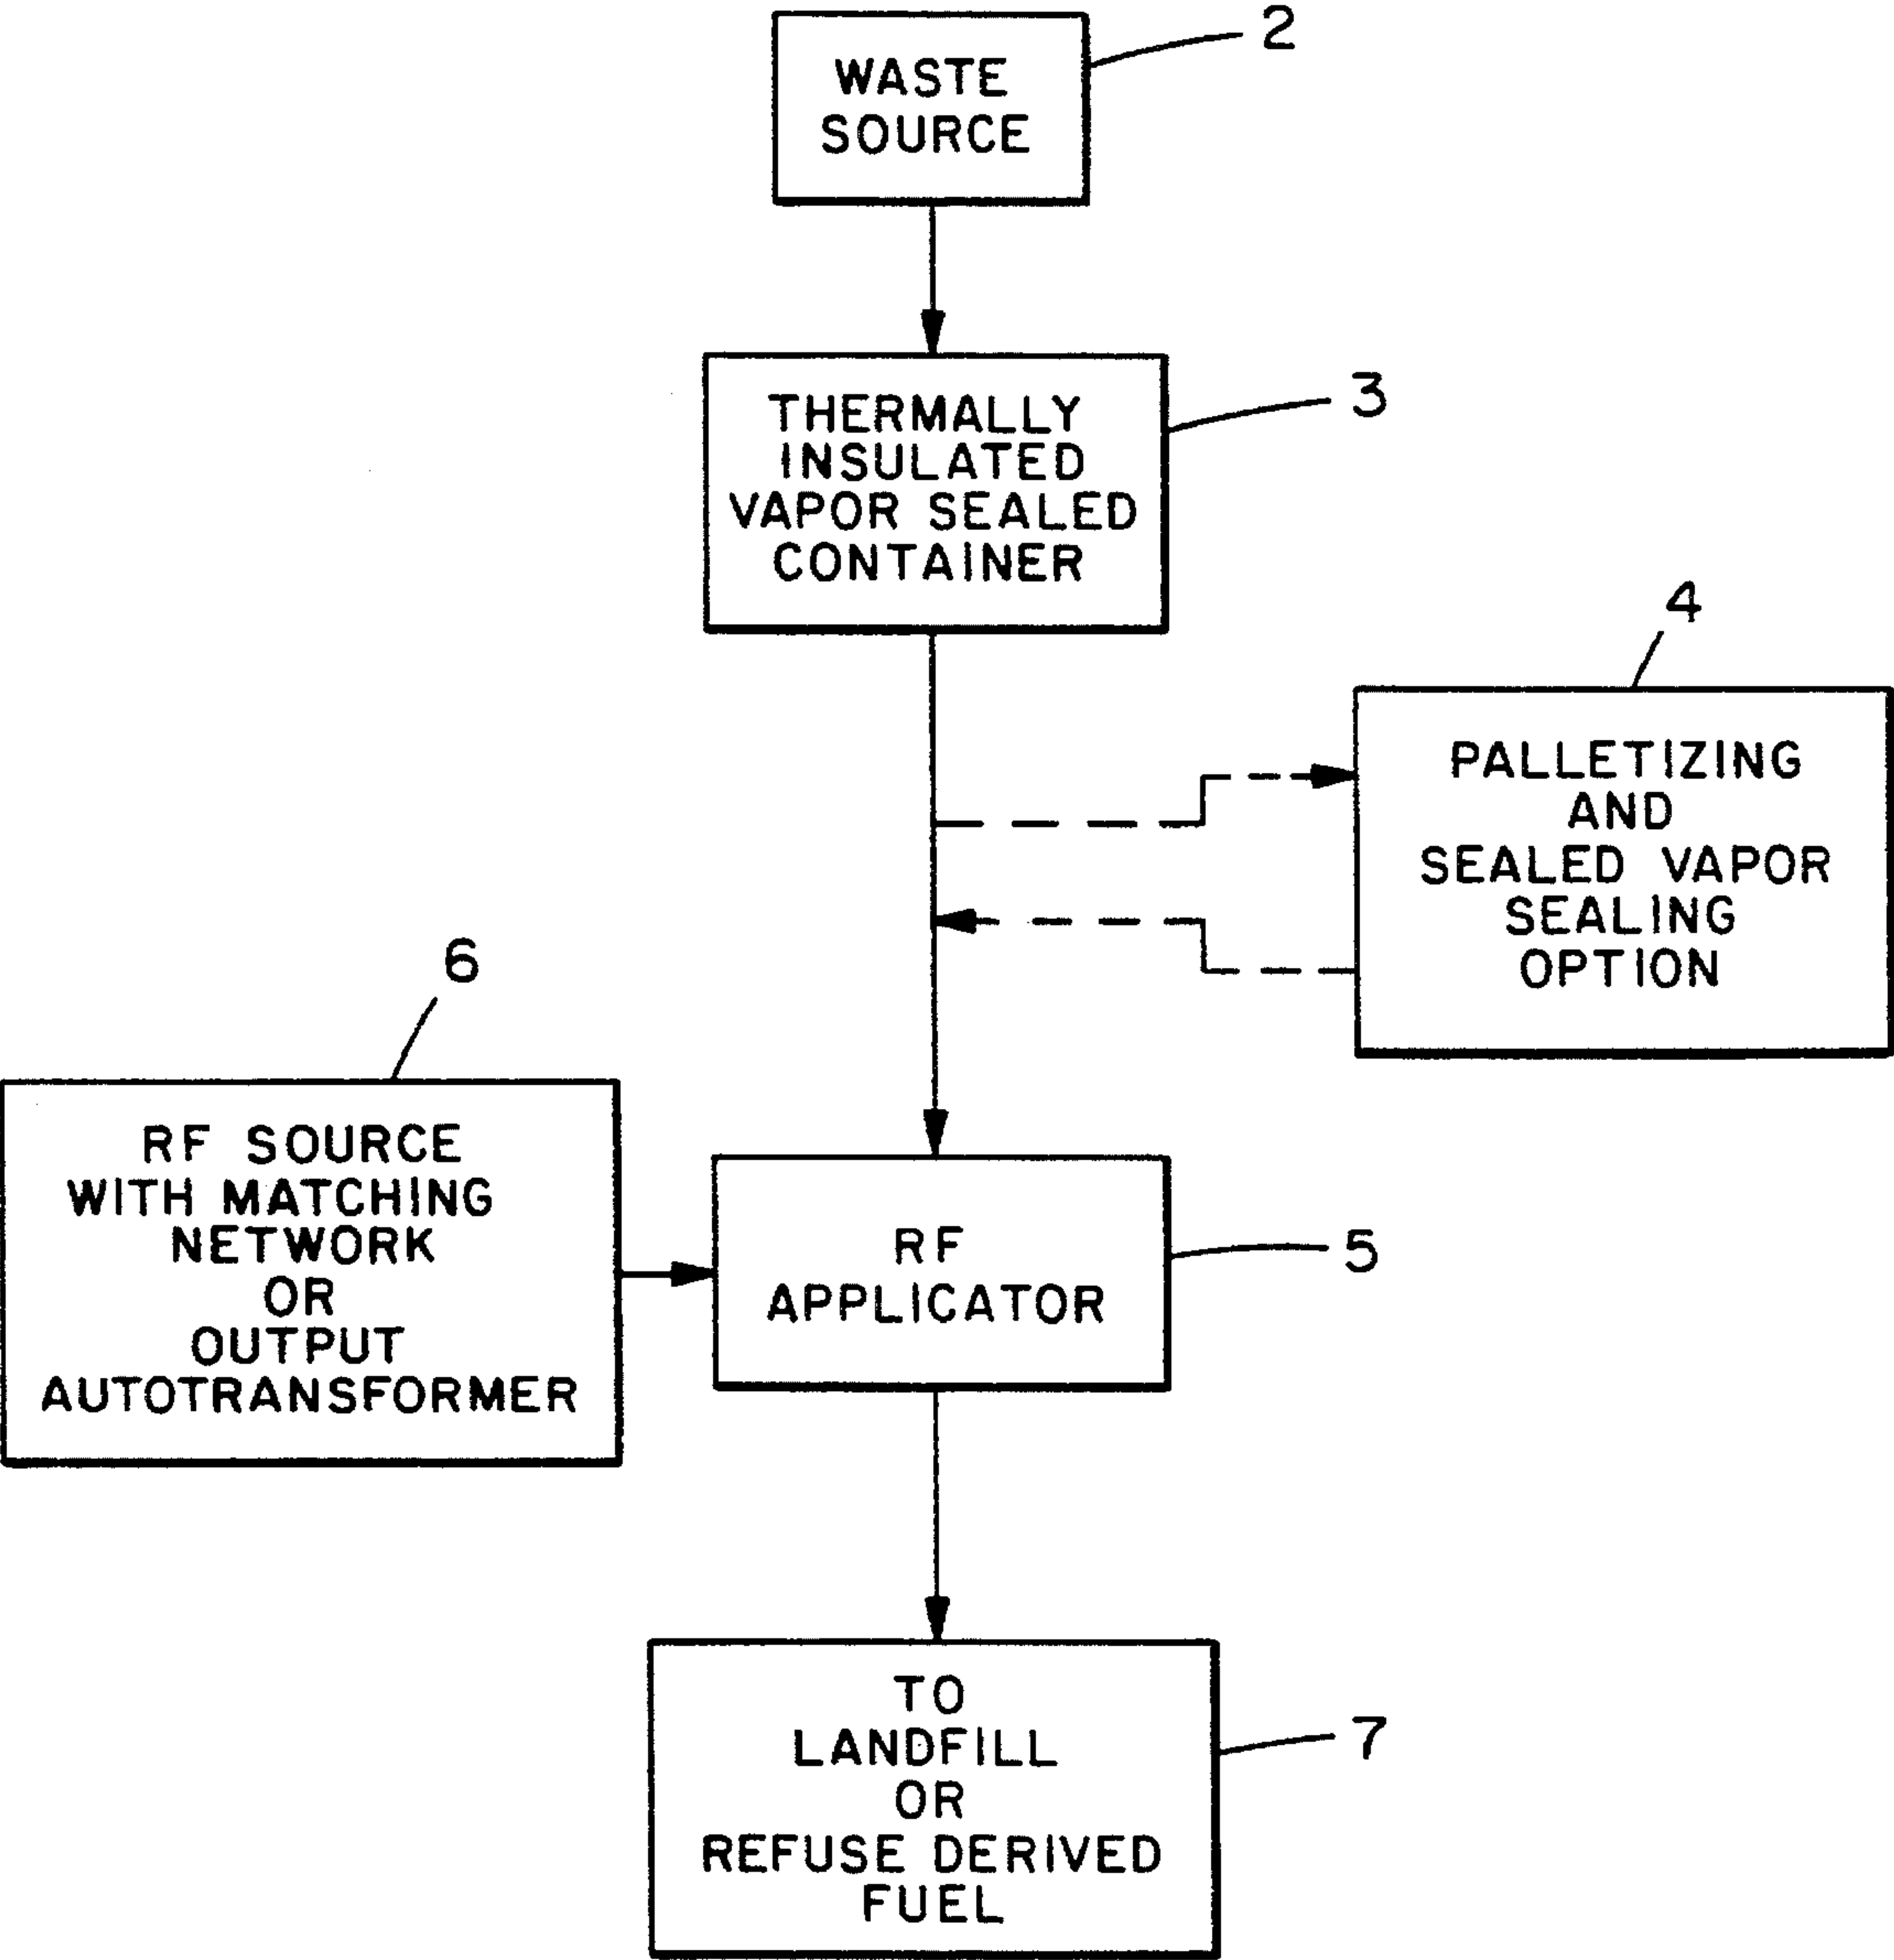 2
WASTE
SOURCE
3
THERMALLY
INSULATED
VAPOR SEALED
CONTAINER
4
PALLETIZING
AND
SEALED VAPOR
SEALING
OPTION
6
RF SOURCE
WITH MATCHING
NETWORK
OR
OUTPUT
AUTOTRANSFORMER
5
RF
APPLICATOR
7
TO
LANDFILL
OR
REFUSE DERIVED
FUEL